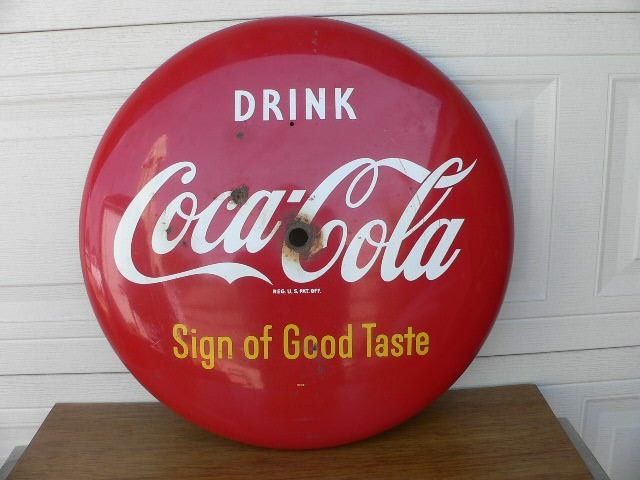 DRINK
Coca-Cola
REG. U. S. PAT. OFF.
Sign of Good Taste